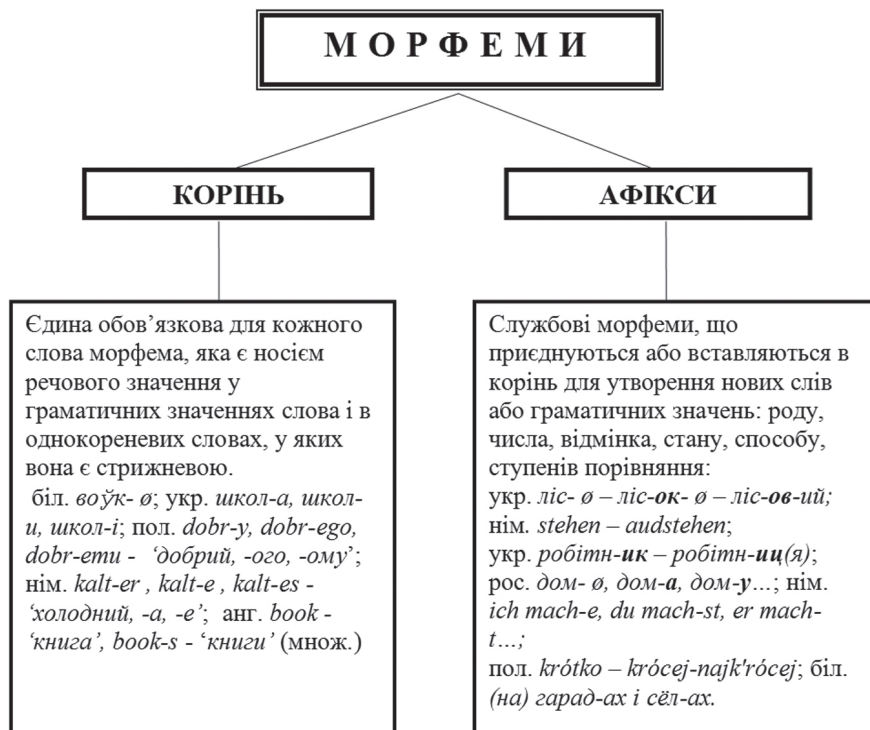 МОРФЕМИ
КОРІНЬ
Єдина обов’язкова для кожного
слова морфема, яка є носієм
речового значення у
граматичних значеннях слова і в
однокореневих словах, у яких
вона є стрижневою.
біл. воўк- ø; укр. школ-а, школ-
и, школ-і; пол. dobr-y, dobr-ego,
dobr-emu - ‘добрий, -ого, -ому’;
нім. kalt-er , kalt-e , kalt-es -
‘холодний, -а, -е’; анг. book -
‘книга’, book-s - ‘книги’ (множ.)
АФІКСИ
Службові морфеми, що
приєднуються або вставляються в
корінь для утворення нових слів
або граматичних значень: роду,
числа, відмінка, стану, способу,
ступенів порівняння:
укр. ліс- ø – ліс-ок- ø – ліс-ов-ий;
нім. stehen – audstehen;
укр. робітн-ик – робітн-иц(я);
рос. дом- ø, дом-а, дом-у…; нім.
ich mach-e, du mach-st, er mach-
t…;
пол. krótko – krócej-najk'rócej; біл.
(на) гарад-ах і сёл-ах.